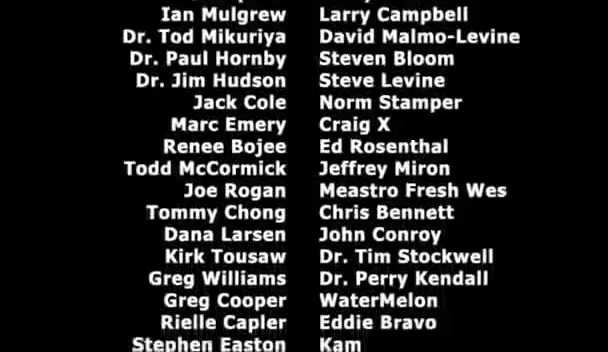 Ian Mulgrew Larry Campbell
Dr. Tod Mikuriya David Malmo-Levine
Dr. Paul Hornby Steven Bloom
Dr. Jim Hudson Steve Levine
Jack Cole Norm Stamper
Marc Emery Craig X
Renee Bojee Ed Rosenthal
Todd McCormick Jeffrey Miron
Joe Rogan Meastro Fresh Wes
Tommy Chong Chris Bennett
Dana Larsen John Conroy
Kirk Tousaw Dr. Tim Stockwell
Greg Williams Dr. Perry Kendall
Greg Cooper WaterMelon
Rielle Capler Eddie Bravo
Stephen Easton Kam